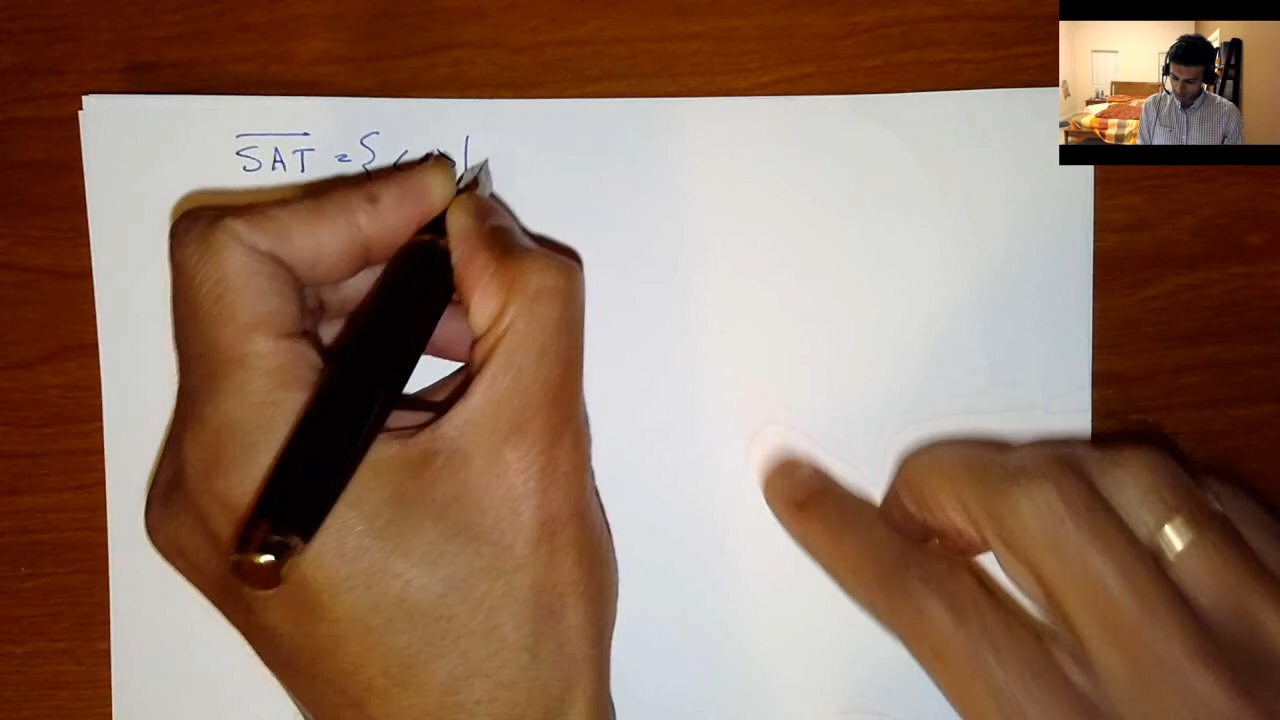 SAT = { < |